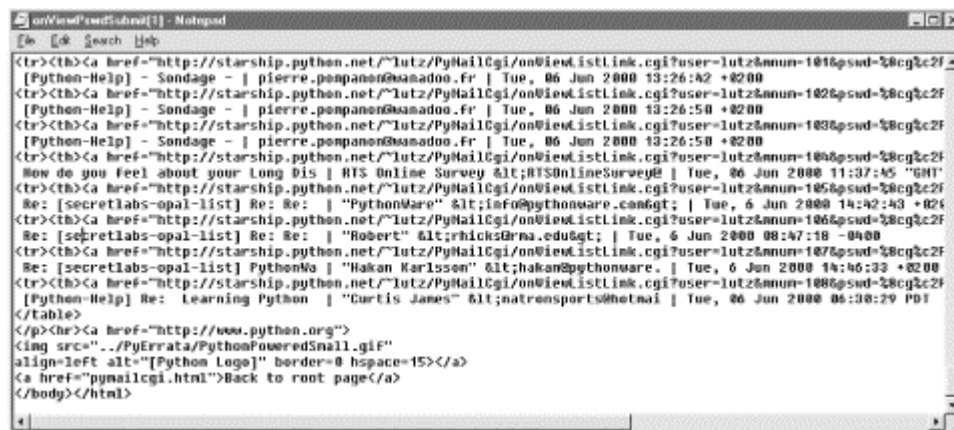 onViewPswdSubmit[1] - Notepad
File Edit Search Help
<tr><th><a href="http://starship.python.net/~lutz/PyMailCgi/onViewListLink.cgi?user=lutz&mnum=101&pswd=%8cg%c2F
[Python-Help] - Sondage - | pierre.pompanon@wanadoo.fr | Tue, 06 Jun 2000 13:26:42 +0200
<tr><th><a href="http://starship.python.net/~lutz/PyMailCgi/onViewListLink.cgi?user=lutz&mnum=102&pswd=%8cg%c2F
[Python-Help] - Sondage - | pierre.pompanon@wanadoo.fr | Tue, 06 Jun 2000 13:26:50 +0200
<tr><th><a href="http://starship.python.net/~lutz/PyMailCgi/onViewListLink.cgi?user=lutz&mnum=103&pswd=%8cg%c2F
[Python-Help] - Sondage - | pierre.pompanon@wanadoo.fr | Tue, 06 Jun 2000 13:26:50 +0200
<tr><th><a href="http://starship.python.net/~lutz/PyMailCgi/onViewListLink.cgi?user=lutz&mnum=104&pswd=%8cg%c2F
How do you feel about your Long Dis | RTS Online Survey &lt;RTSOnlineSurvey@ | Tue, 06 Jun 2000 11:37:45 "GMT"
<tr><th><a href="http://starship.python.net/~lutz/PyMailCgi/onViewListLink.cgi?user=lutz&mnum=105&pswd=%8cg%c2F
Re: [secretlabs-opal-list] Re: Re: | "PythonWare" &lt;info@pythonware.com&gt; | Tue, 6 Jun 2000 14:42:43 +020
<tr><th><a href="http://starship.python.net/~lutz/PyMailCgi/onViewListLink.cgi?user=lutz&mnum=106&pswd=%8cg%c2F
Re: [secretlabs-opal-list] Re: Re: | "Robert" &lt;rhicks@rma.edu&gt; | Tue, 6 Jun 2000 08:47:18 -0400
<tr><th><a href="http://starship.python.net/~lutz/PyMailCgi/onViewListLink.cgi?user=lutz&mnum=107&pswd=%8cg%c2F
Re: [secretlabs-opal-list] PythonWa | "Hakan Karlsson" &lt;hakan@pythonware. | Tue, 6 Jun 2000 14:46:33 +0200
<tr><th><a href="http://starship.python.net/~lutz/PyMailCgi/onViewListLink.cgi?user=lutz&mnum=108&pswd=%8cg%c2F
[Python-Help] Re: Learning Python | "Curtis James" &lt;natronsports@hotmai | Tue, 06 Jun 2000 06:30:29 PDT
</table>
</p><hr><a href="http://www.python.org">
<img src="../PyErrata/PythonPoweredSmall.gif"
align=left alt="[Python Logo]" border=0 hspace=15></a>
<a href="pymailcgi.html">Back to root page</a>
</body></html>